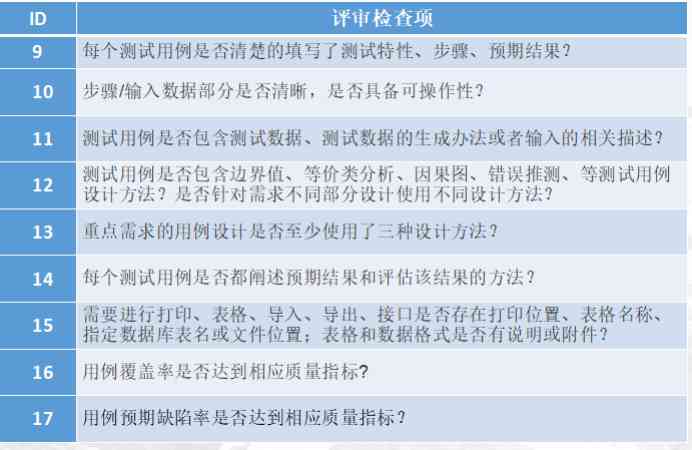 ID 评审检查项
9 每个测试用例是否清楚的填写了测试特性、步骤、预期结果？
10 步骤/输入数据部分是否清晰，是否具备可操作性？
11 测试用例是否包含测试数据、测试数据的生成办法或者输入的相关描述？
12 测试用例是否包含边界值、等价类分析、因果图、错误推测、等测试用例
设计方法？是否针对需求不同部分设计使用不同设计方法？
13 重点需求的用例设计是否至少使用了三种设计方法？
14 每个测试用例是否都阐述预期结果和评估该结果的方法？
15 需要进行打印、表格、导入、导出、接口是否存在打印位置、表格名称、
指定数据库表名或文件位置；表格和数据格式是否有说明或附件？
16 用例覆盖率是否达到相应质量指标?
17 用例预期缺陷率是否达到相应质量指标？